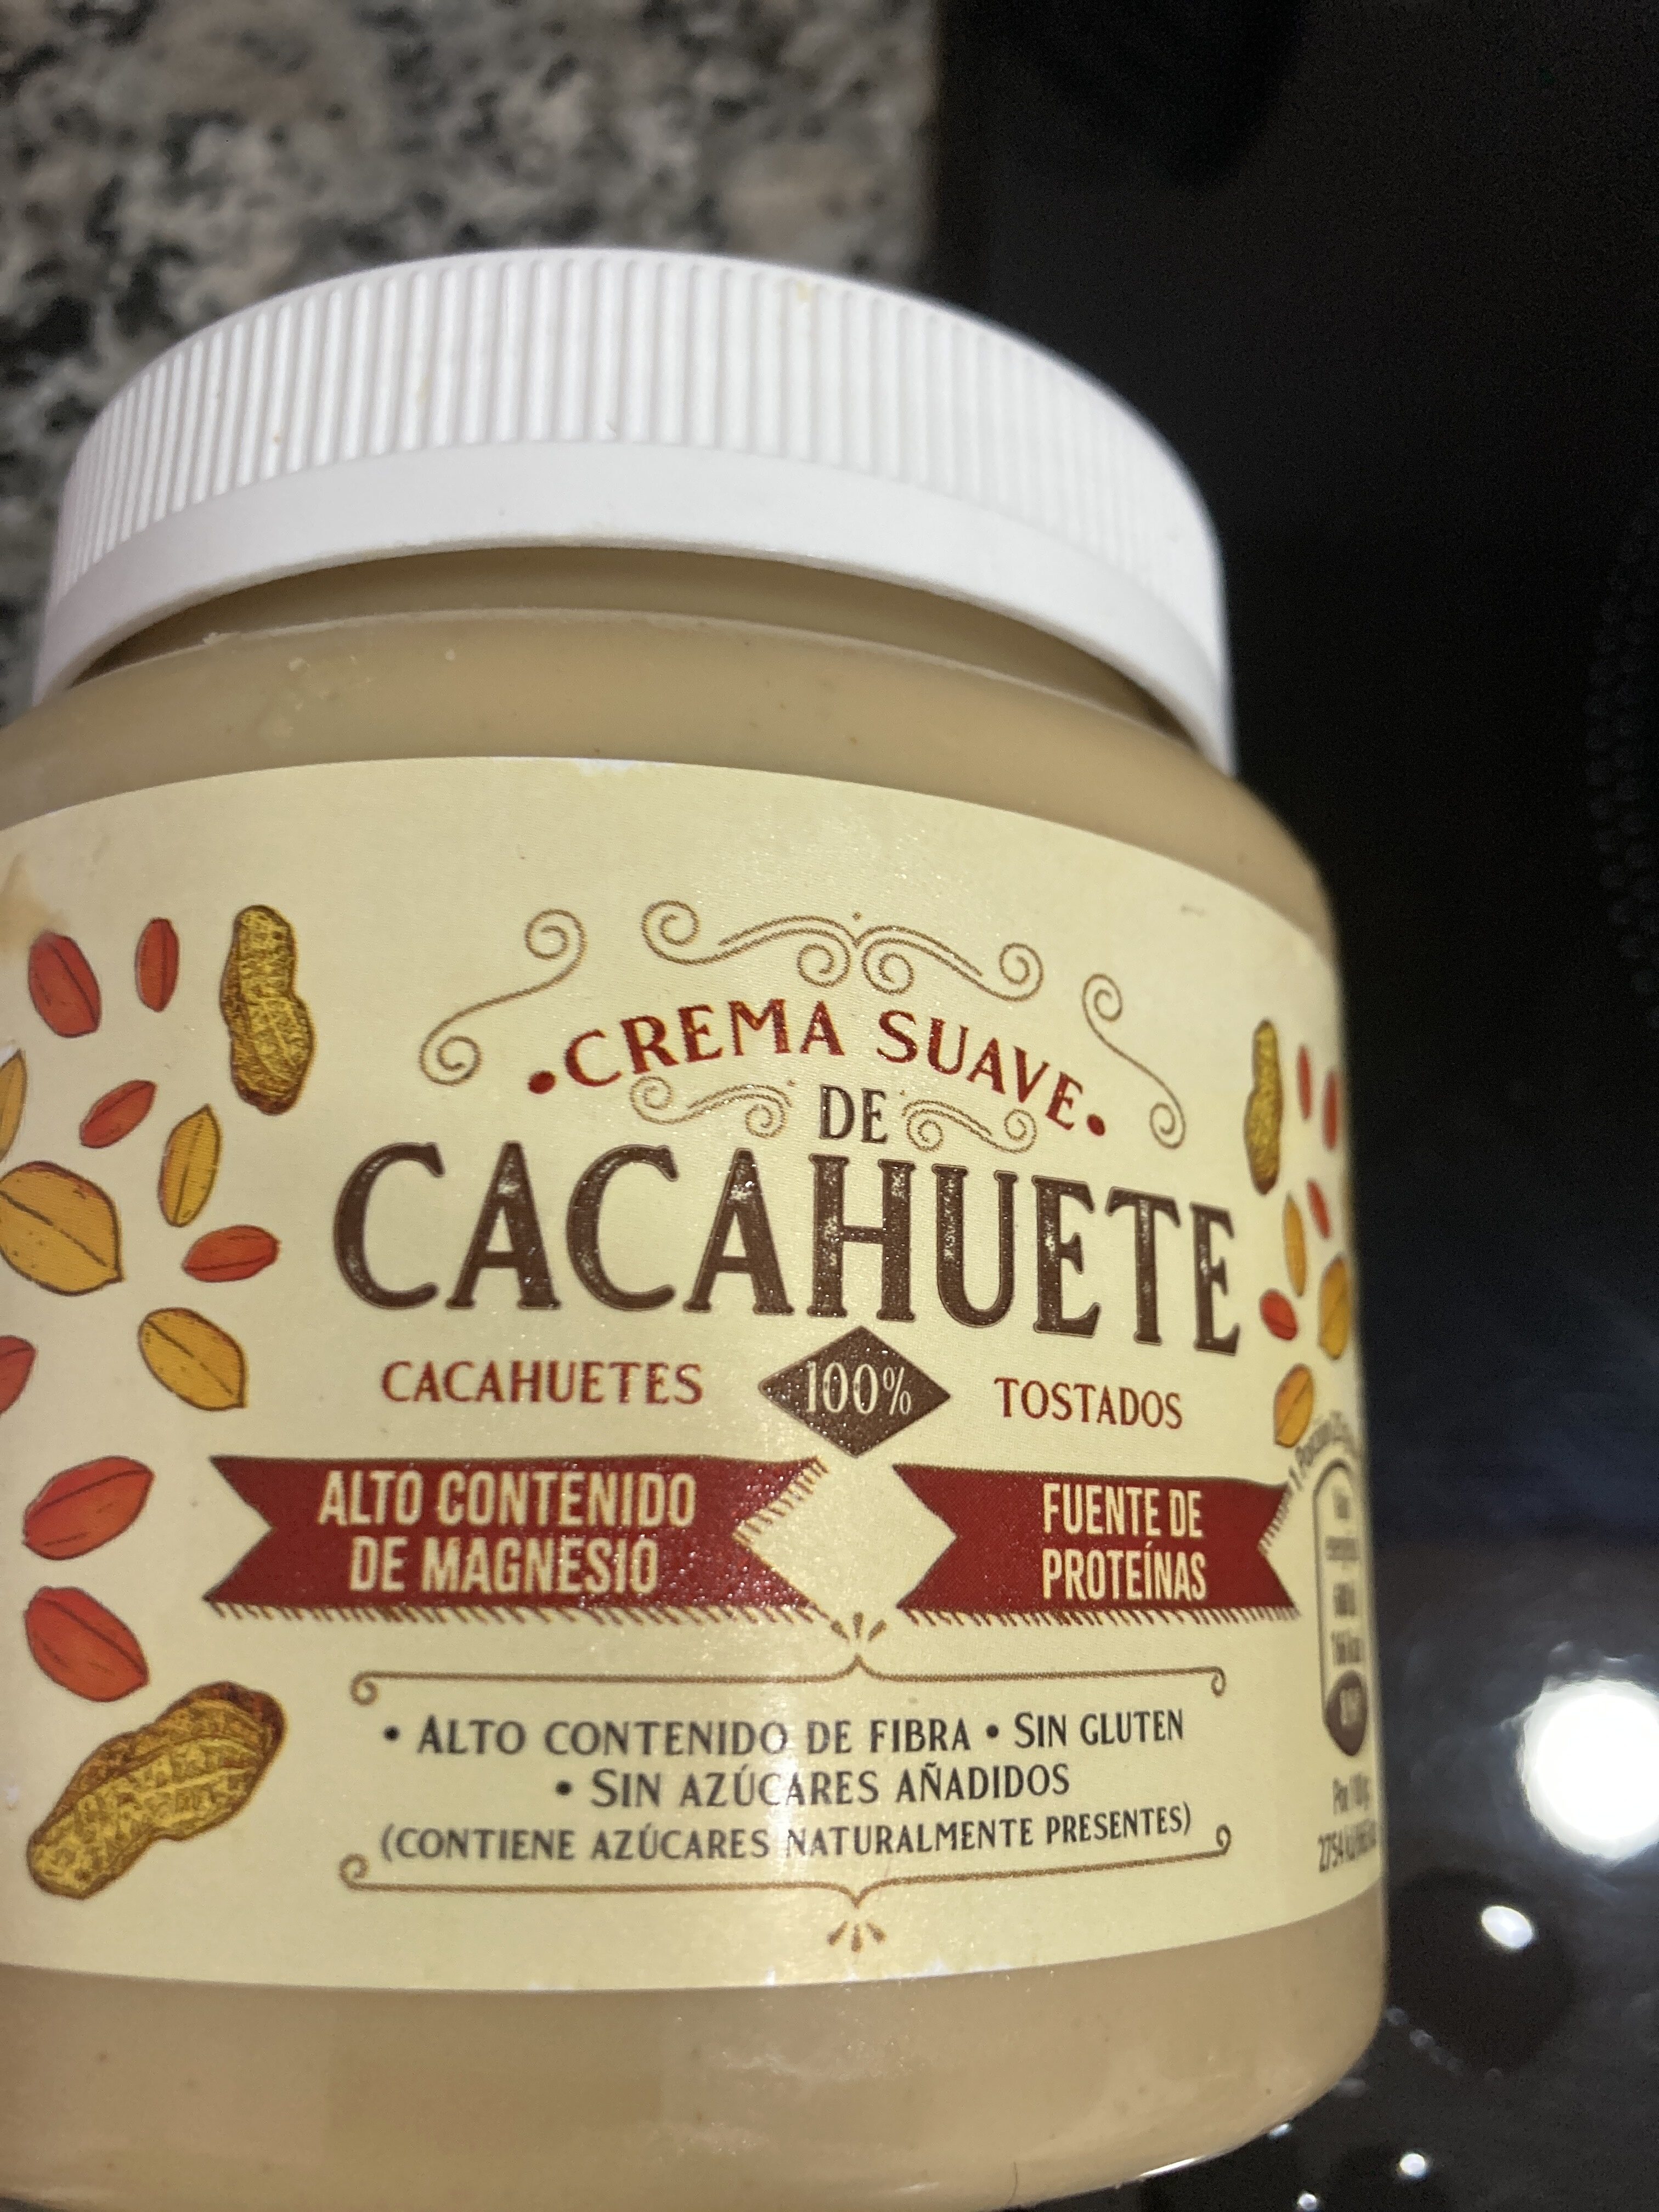 •CREMA SUAVE•
DE
CACAHUETE
CACAHUETES 100% TOSTADOS
ALTO CONTENIDO
DE MAGNESIO
FUENTE DE
PROTEÍNAS
• ALTO CONTENIDO DE FIBRA • SIN GLUTEN
• SIN AZÚCARES AÑADIDOS
(CONTIENE AZÚCARES NATURALMENTE PRESENTES)